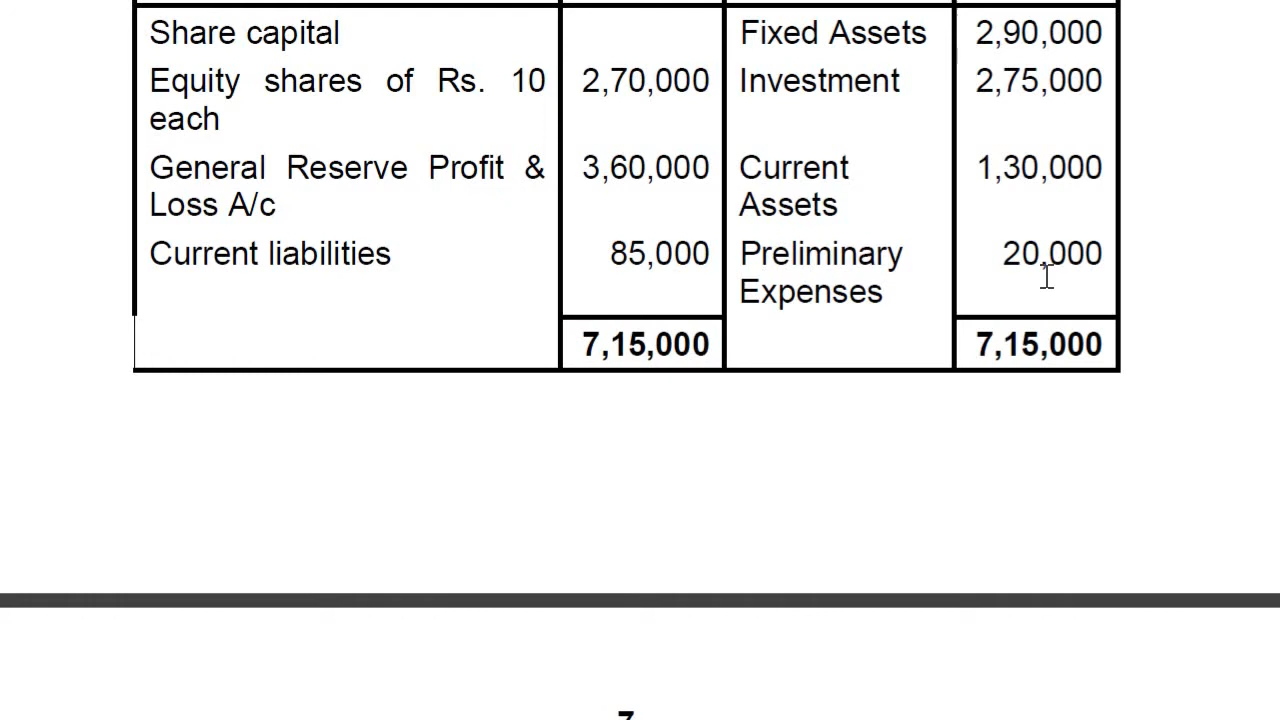 Share capital Fixed Assets 2,90,000
Equity shares of Rs. 10 2,70,000 Investment 2,75,000
each
General Reserve Profit & 3,60,000 Current 1,30,000
Loss A/c Assets
Current liabilities 85,000 Preliminary 20,000
Expenses
7,15,000 7,15,000